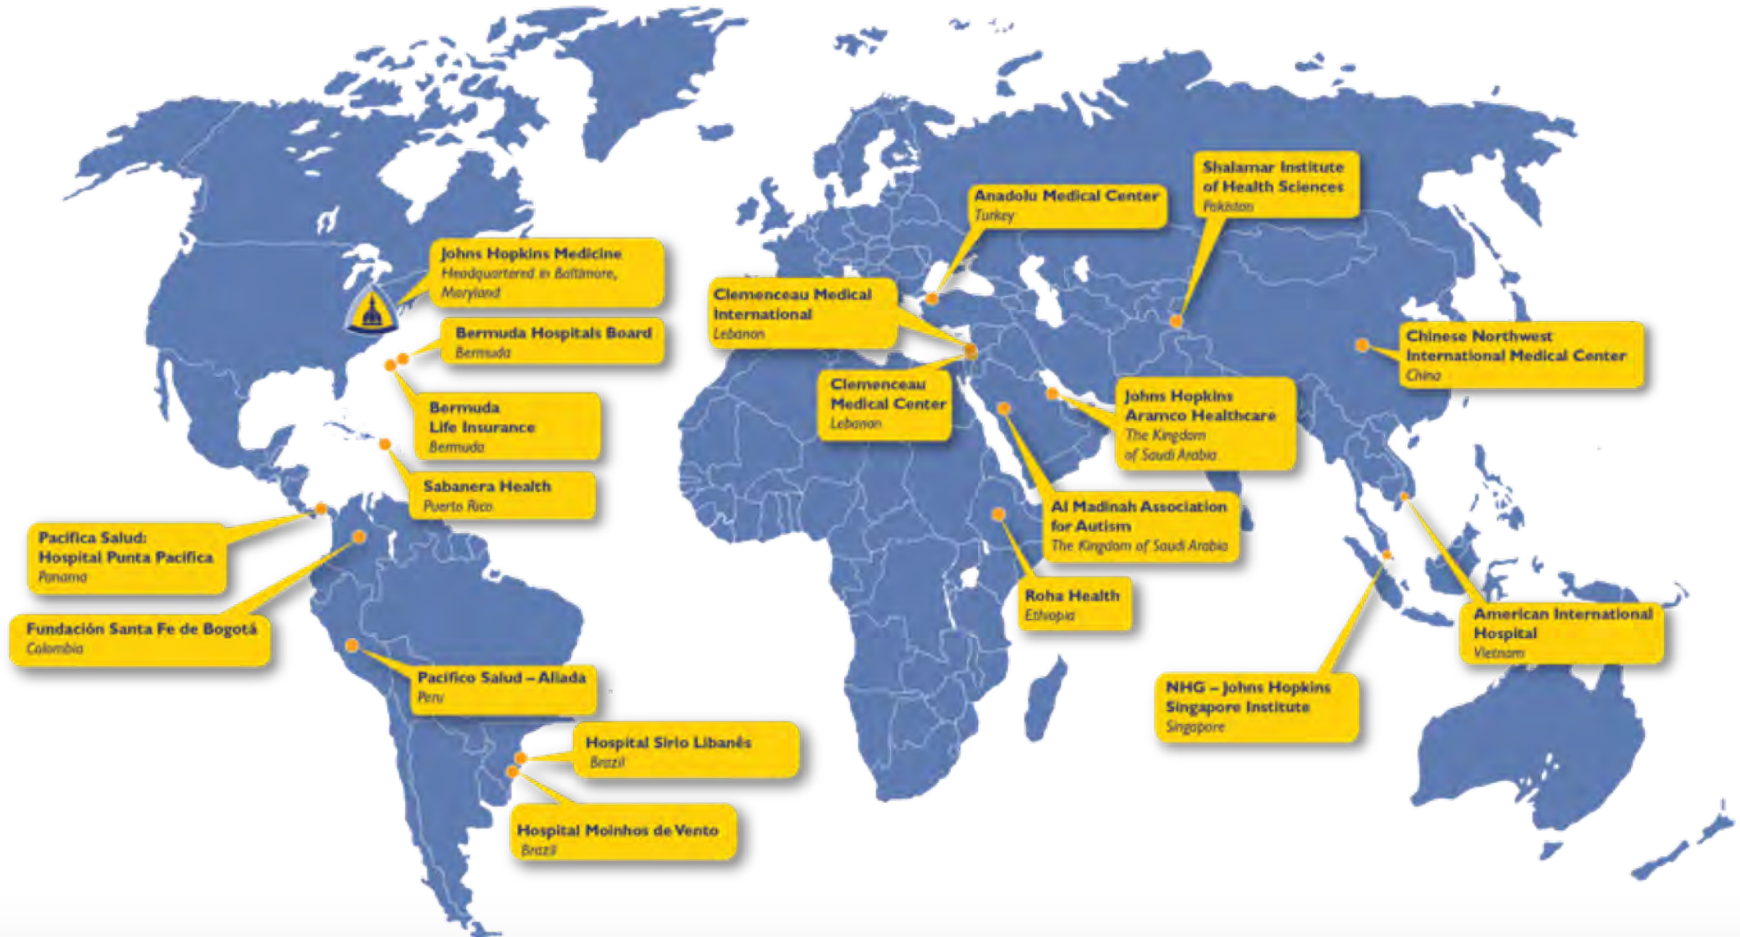 Johns Hopkins Medicine
Headquartered in Baltimore,
Maryland
Bermuda Hospitals Board
Bermuda
Bermuda
Life Insurance
Bermuda
Sabanera Health
Puerto Rico
Pacifica Salud:
Hospital Punta Pacifica
Panama
Fundación Santa Fe de Bogotá
Colombia
Pacífico Salud – Aliada
Peru
Hospital Sirio Libanês
Brazil
Hospital Moinhos de Vento
Brazil
Anadolu Medical Center
Turkey
Shalamar Institute
of Health Sciences
Pakistan
Clemenceau Medical
International
Lebanon
Clemenceau
Medical Center
Lebanon
Johns Hopkins
Aramco Healthcare
The Kingdom
of Saudi Arabia
Chinese Northwest
International Medical Center
China
Al Madinah Association
for Autism
The Kingdom of Saudi Arabia
Roha Health
Ethiopia
American International
Hospital
Vietnam
NHG – Johns Hopkins
Singapore Institute
Singapore